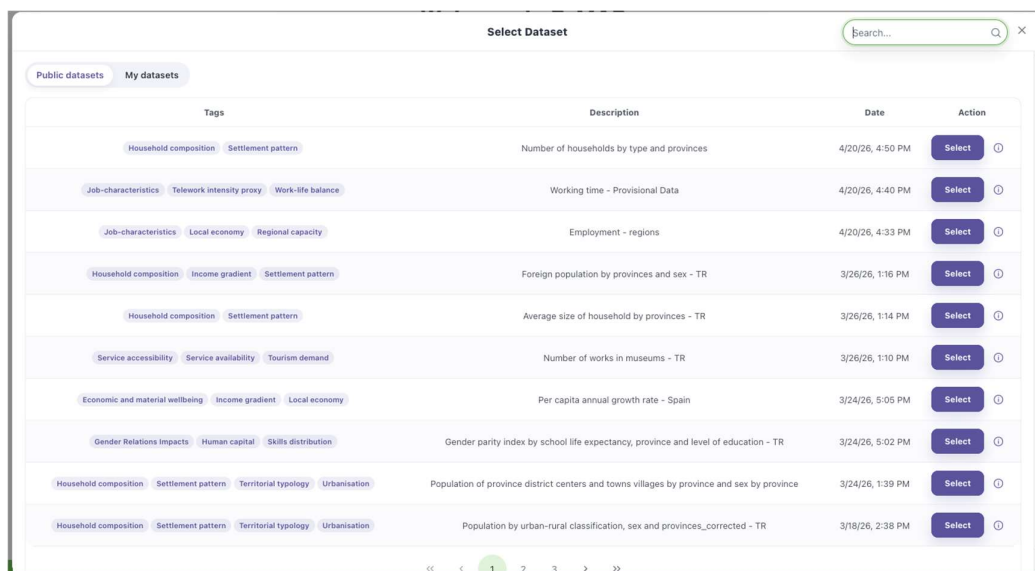 Select Dataset
Search...
Public datasets My datasets
Tags Description Date Action
Household composition Settlement pattern Number of households by type and provinces 4/20/26, 4:50 PM Select
Job-characteristics Telework intensity proxy Work-life balance Working time - Provisional Data 4/20/26, 4:40 PM Select
Job-characteristics Local economy Regional capacity Employment - regions 4/20/26, 4:33 PM Select
Household composition Income gradient Settlement pattern Foreign population by provinces and sex - TR 3/26/26, 1:16 PM Select
Household composition Settlement pattern Average size of household by provinces - TR 3/26/26, 1:14 PM Select
Service accessibility Service availability Tourism demand Number of works in museums - TR 3/26/26, 1:10 PM Select
Economic and material wellbeing Income gradient Local economy Per capita annual growth rate - Spain 3/24/26, 5:05 PM Select
Gender Relations Impacts Human capital Skills distribution Gender parity index by school life expectancy, province and level of education - TR 3/24/26, 5:02 PM Select
Household composition Settlement pattern Territorial typology Urbanisation Population of province district centers and towns villages by province and sex by province 3/24/26, 1:39 PM Select
Household composition Settlement pattern Territorial typology Urbanisation Population by urban-rural classification, sex and provinces_corrected - TR 3/18/26, 2:38 PM Select
« ‹ 1 2 3 › »